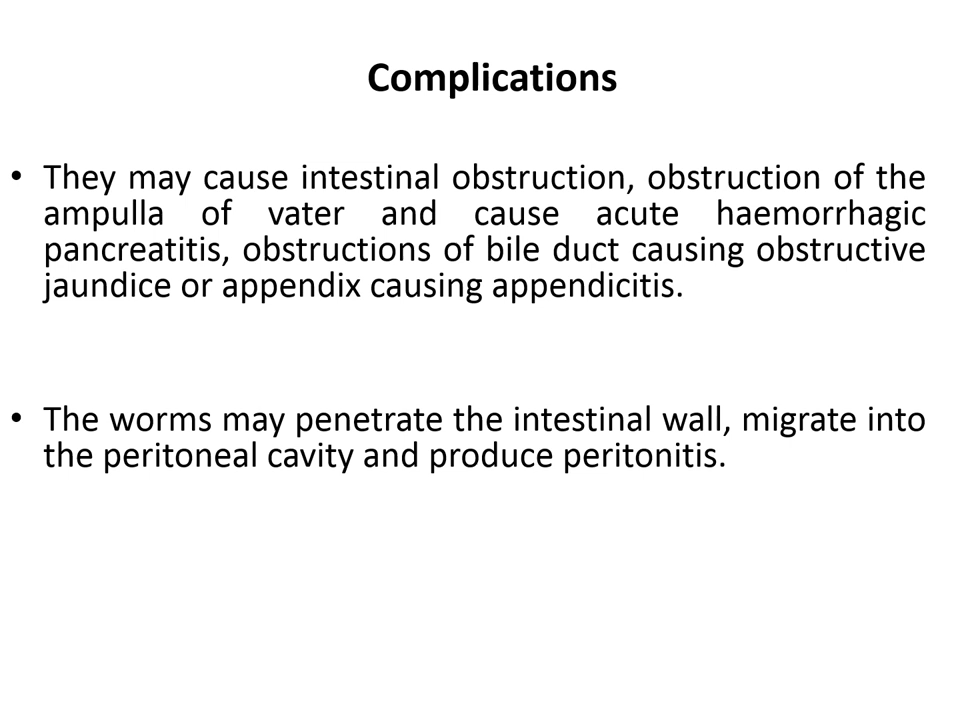 Complications
• They may cause intestinal obstruction, obstruction of the
ampulla of vater and cause acute haemorrhagic
pancreatitis, obstructions of bile duct causing obstructive
jaundice or appendix causing appendicitis.
• The worms may penetrate the intestinal wall, migrate into
the peritoneal cavity and produce peritonitis.